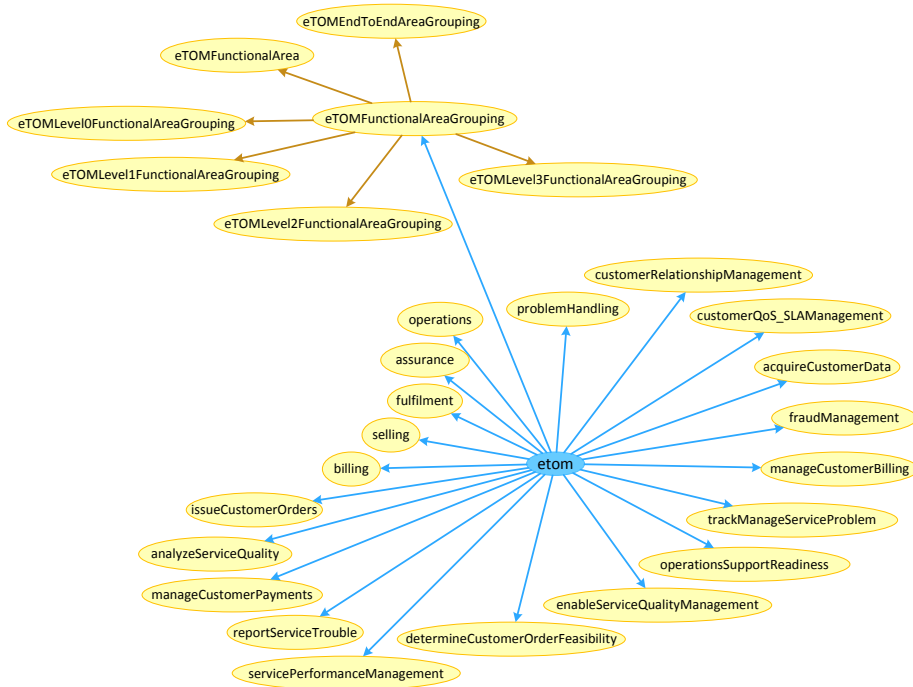 eTOMEndToEndAreaGrouping
eTOMFunctionalArea
eTOMFunctionalAreaGrouping
eTOMLevel0FunctionalAreaGrouping
eTOMLevel1FunctionalAreaGrouping
eTOMLevel3FunctionalAreaGrouping
eTOMLevel2FunctionalAreaGrouping
customerRelationshipManagement
problemHandling
customerQoS_SLAManagement
operations
assurance
acquireCustomerData
fulfilment
fraudManagement
selling
etom
billing
manageCustomerBilling
issueCustomerOrders
trackManageServiceProblem
analyzeServiceQuality
operationsSupportReadiness
manageCustomerPayments
enableServiceQualityManagement
reportServiceTrouble
determineCustomerOrderFeasibility
servicePerformanceManagement